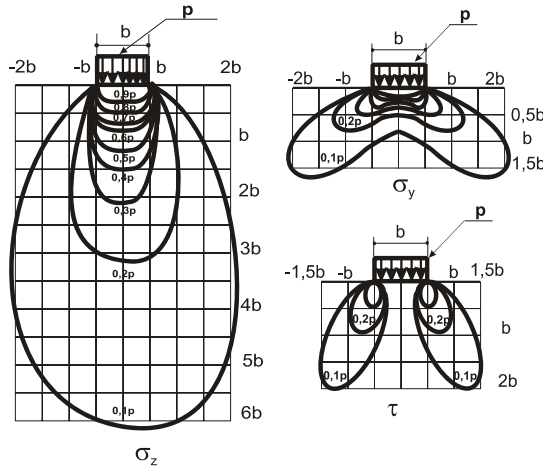 p
b
-2b -b b 2b
0,9p
0,8p
0,7p
0,6p
0,5p
0,4p
0,3p
0,2p
0,1p
b
2b
3b
4b
5b
6b
σz
p
b
-2b -b b 2b
0,2p
0,1p
0,5b
b
1,5b
σy
p
b
-1,5b -b b 1,5b
0,2p 0,2p
0,1p 0,1p
b
2b
τ